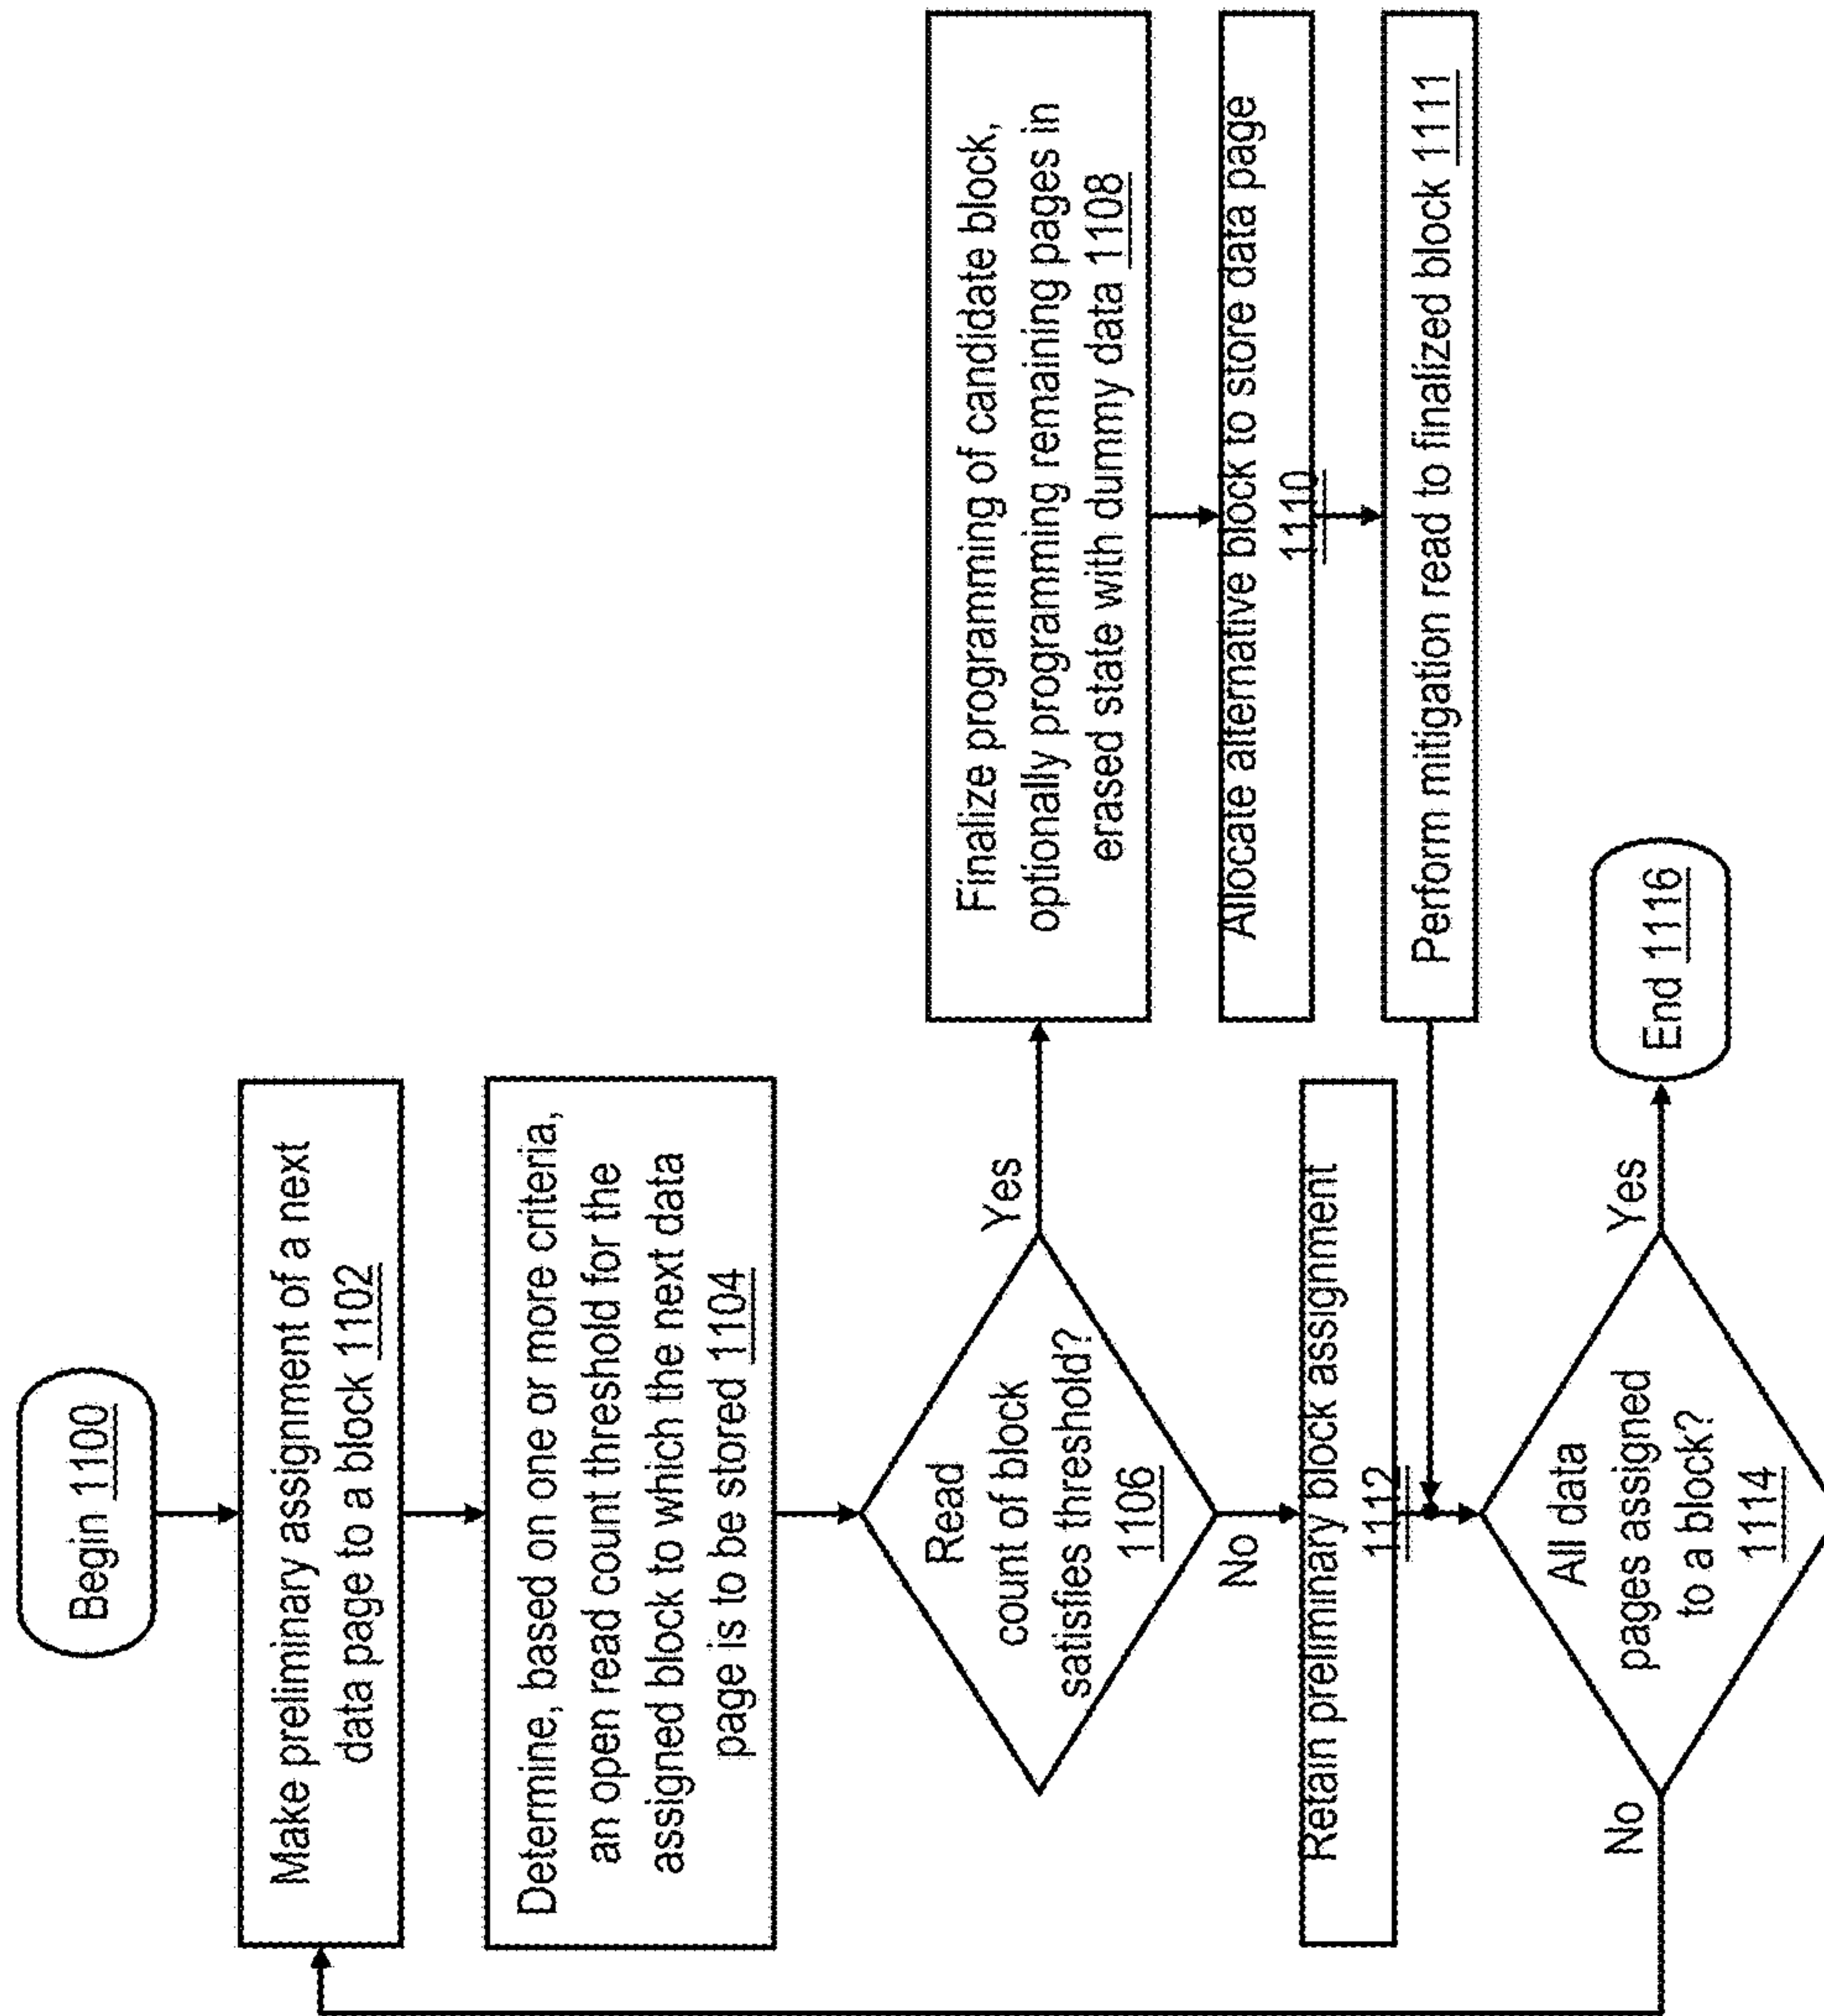 Begin 1100
Make preliminary assignment of a next
data page to a block 1102
Determine, based on one or more criteria,
an open read count threshold for the
assigned block to which the next data
page is to be stored 1104
Read
count of block
satisfies threshold?
1106
Yes
No
Finalize programming of candidate block,
optionally programming remaining pages in
erased state with dummy data 1108
Allocate alternative block to store data page
1110
Perform mitigation read to finalized block 1111
Retain preliminary block assignment
1112
All data
pages assigned
to a block?
1114
Yes
No
End 1116